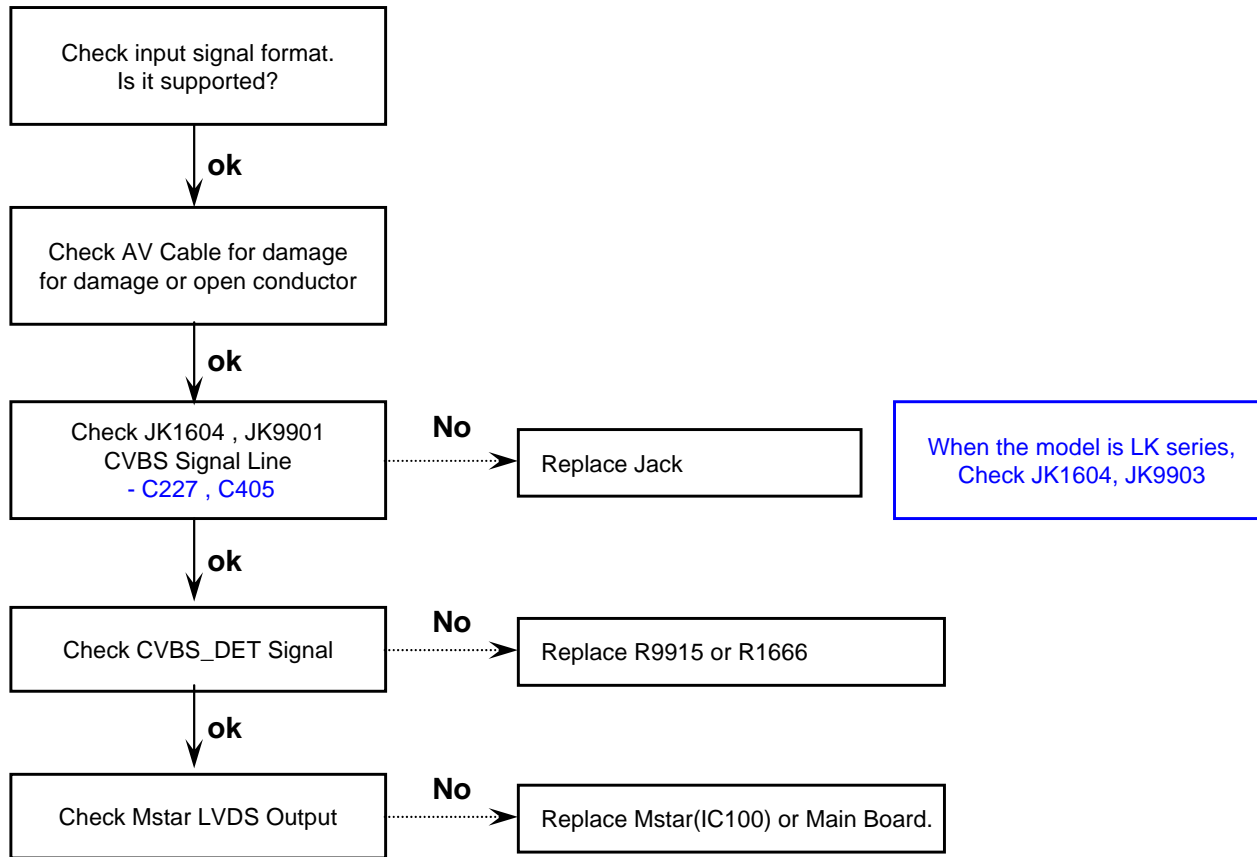 Check input signal format.
Is it supported?
ok
Check AV Cable for damage
for damage or open conductor
ok
Check JK1604 , JK9901
CVBS Signal Line
- C227 , C405
No
Replace Jack
When the model is LK series,
Check JK1604, JK9903
ok
Check CVBS_DET Signal
No
Replace R9915 or R1666
ok
Check Mstar LVDS Output
No
Replace Mstar(IC100) or Main Board.